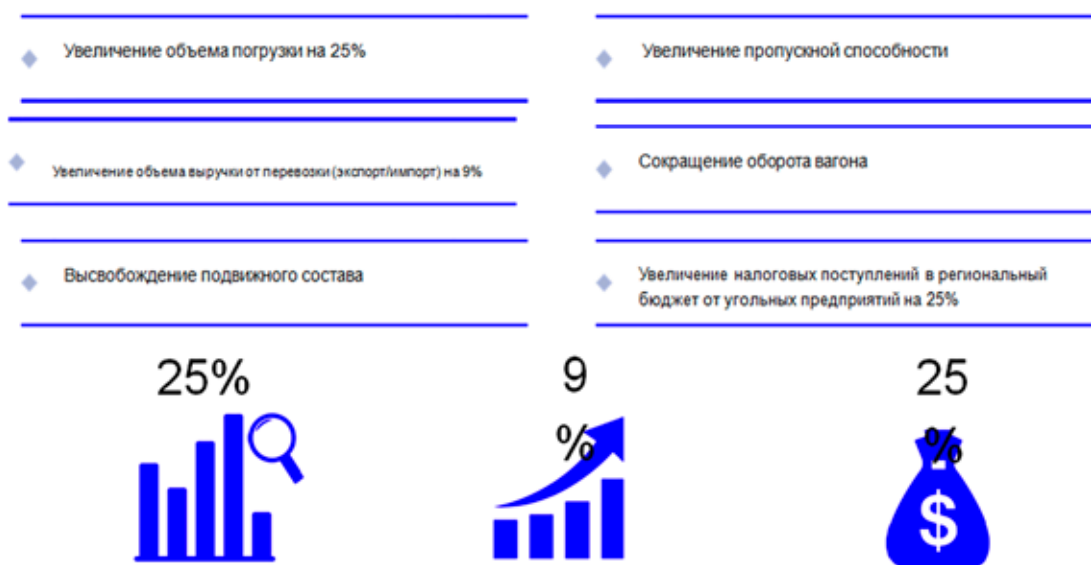 Увеличение объема погрузки на 25%
Увеличение пропускной способности
Увеличение объема выручки от перевозки (экспорт/импорт) на 9%
Сокращение оборота вагона
Высвобождение подвижного состава
Увеличение налоговых поступлений в региональный
бюджет от угольных предприятий на 25%
25%
9
%
25
%
$